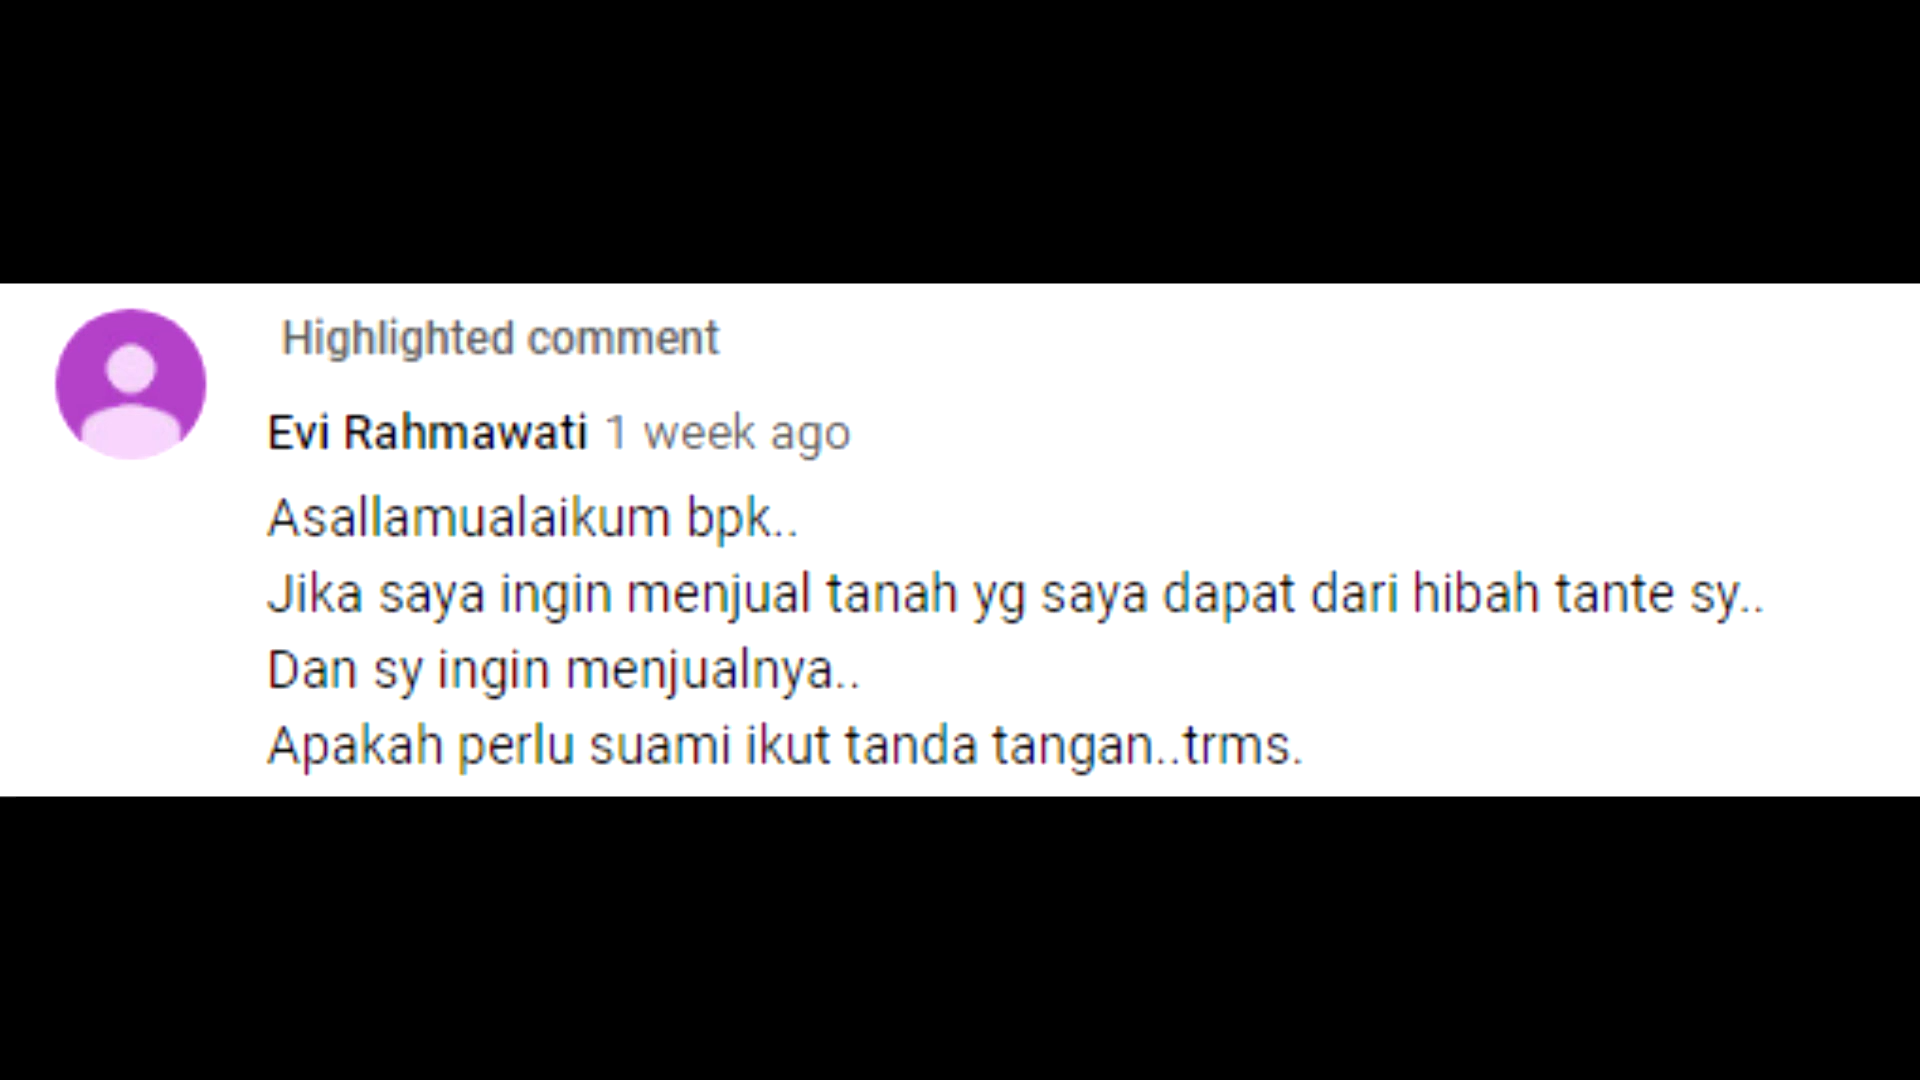 Highlighted comment
Evi Rahmawati 1 week ago
Asallamualaikum bpk..
Jika saya ingin menjual tanah yg saya dapat dari hibah tante sy..
Dan sy ingin menjualnya..
Apakah perlu suami ikut tanda tangan..trms.